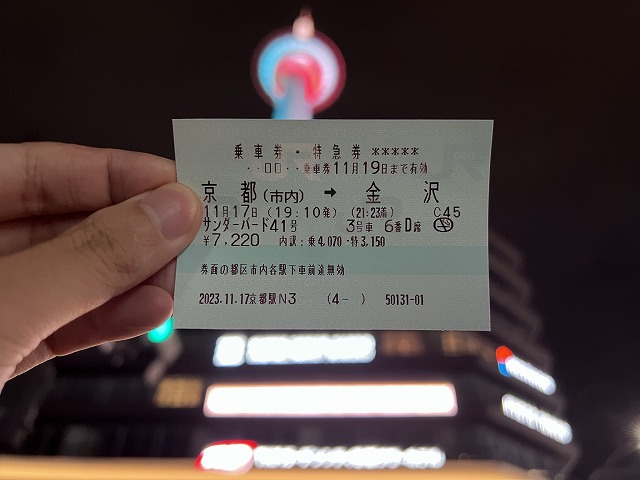 乗車券・特急券 *****
・・口口・・乗車券11月19日まで有効
京 都(市内) → 金 沢
11月17日 (19:10発) (21:23着) C45
サンダーバード41号 3号車 6番D席
¥7,220 内訳:乗4,070・特3,150
券面の都区市内各駅下車前途無効
2023.11.17京都駅N3 (4- ) 50131-01